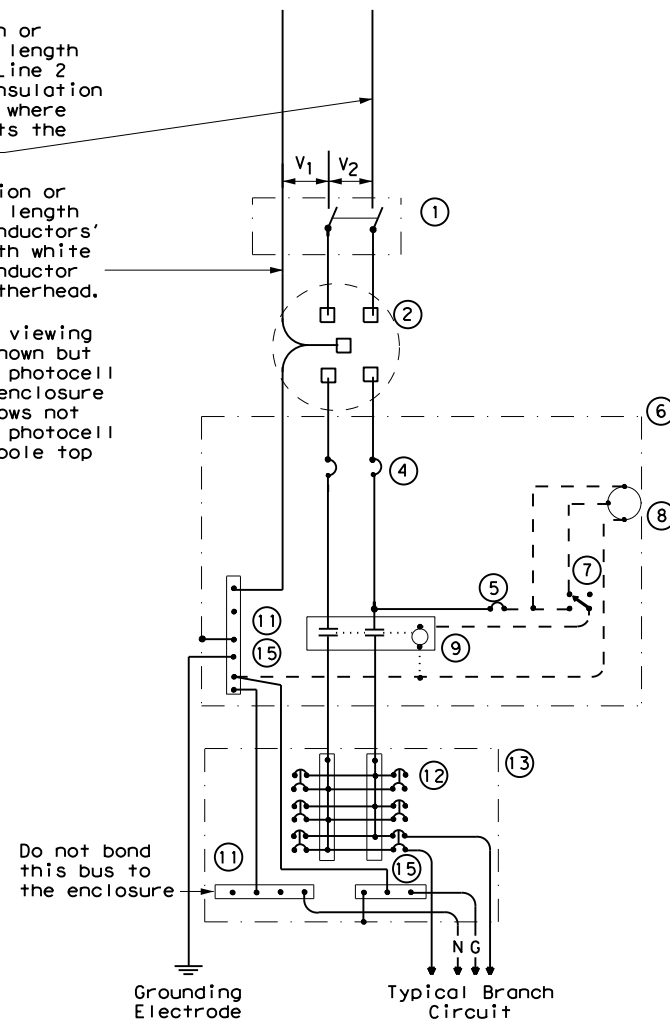 n or
length
Line 2
nsulation
where
ts the
V1
V2
1
ion or
length
nductors'
th white
nductor
therhead.
2
viewing
nown but
photocell
enclosure
ows not
photocell
pole top
6
4
8
5
7
11
15
9
13
12
Do not bond
this bus to
the enclosure
11
15
N G
Grounding
Electrode
Typical Branch
Circuit